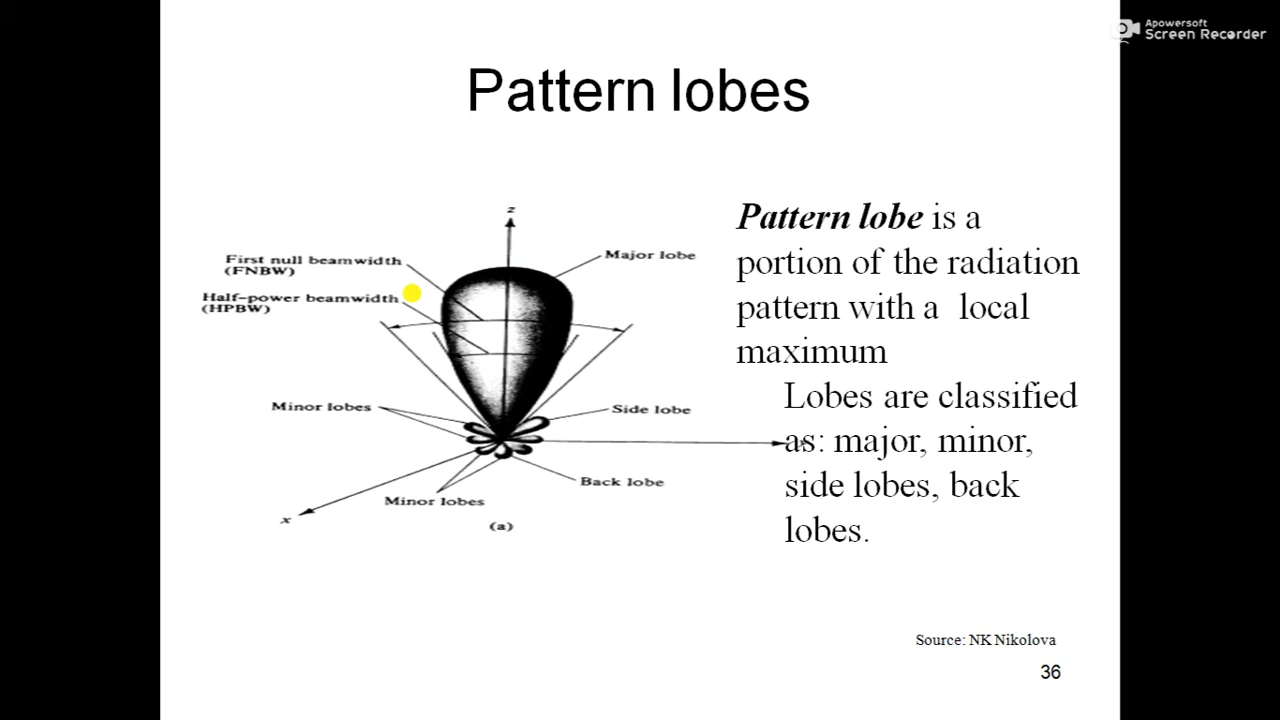 Apowersoft
Screen Recorder
Pattern lobes
z
First null beamwidth
(FNBW)
Major lobe
Half-power beamwidth
(HPBW)
Minor lobes
Side lobe
Back lobe
Minor lobes
x
(a)
Pattern lobe is a
portion of the radiation
pattern with a local
maximum
Lobes are classified
as: major, minor,
side lobes, back
lobes.
Source: NK Nikolova
36